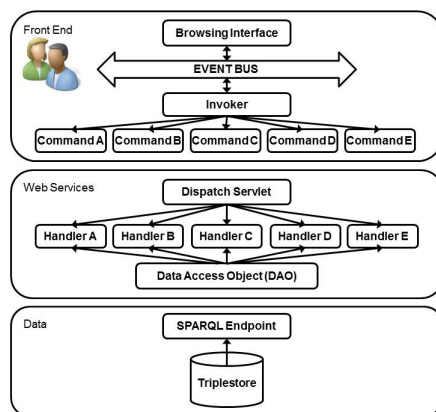 Front End
Browsing Interface
EVENT BUS
Invoker
Command A
Command B
Command C
Command D
Command E
Web Services
Dispatch Servlet
Handler A
Handler B
Handler C
Handler D
Handler E
Data Access Object (DAO)
Data
SPARQL Endpoint
Triplestore